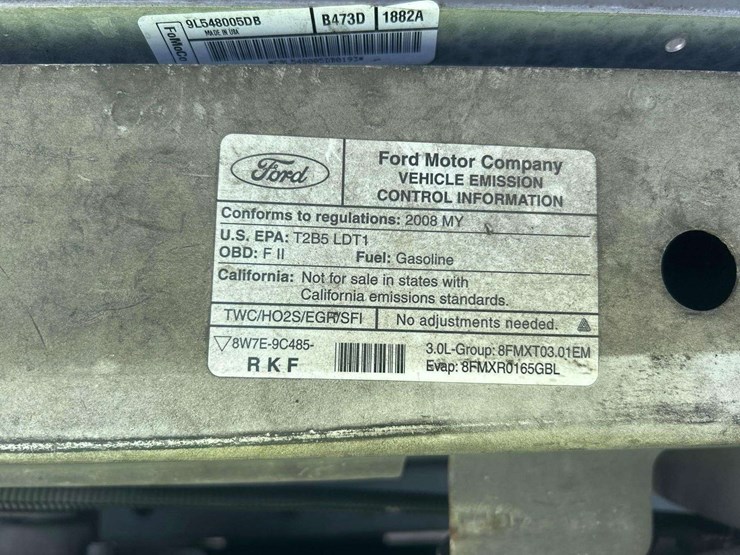 FoMoCo
9L548005DB
B473D
1882A
MADE IN USA
Ford
Ford Motor Company
VEHICLE EMISSION
CONTROL INFORMATION
Conforms to regulations: 2008 MY
U.S. EPA: T2B5 LDT1
OBD: F II Fuel: Gasoline
California: Not for sale in states with
California emissions standards.
TWC/HO2S/EGR/SFI
No adjustments needed.
8W7E-9C485-
RKF
3.0L-Group: 8FMXT03.01EM
Evap: 8FMXR0165GBL